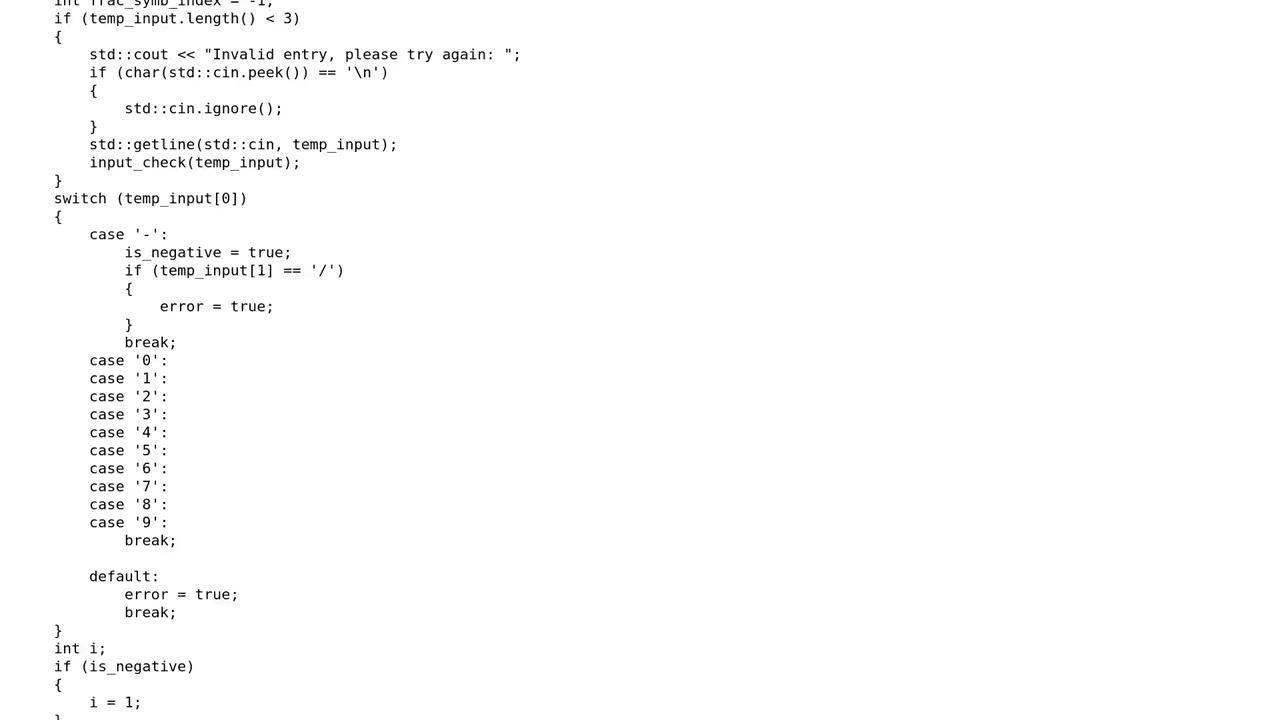 int frac_symb_index = -1;
if (temp_input.length() < 3)
{
std::cout << "Invalid entry, please try again: ";
if (char(std::cin.peek()) == '\n')
{
std::cin.ignore();
}
std::getline(std::cin, temp_input);
input_check(temp_input);
}
switch (temp_input[0])
{
case '-':
is_negative = true;
if (temp_input[1] == '/')
{
error = true;
}
break;
case '0':
case '1':
case '2':
case '3':
case '4':
case '5':
case '6':
case '7':
case '8':
case '9':
break;
default:
error = true;
break;
}
int i;
if (is_negative)
{
i = 1;
}